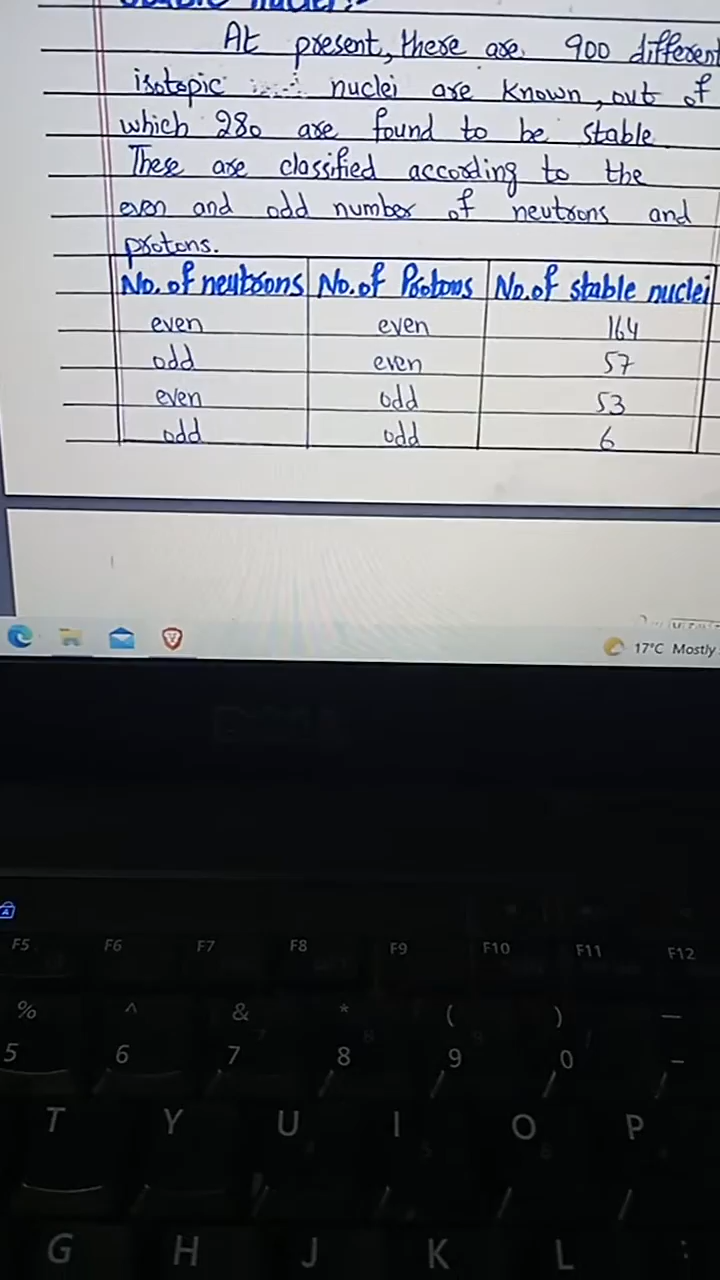 At present, there are 900 different
isotopic nuclei are known, out of
which 280 are found to be stable
These are classified according to the
even and odd number of neutrons and
protons.
No. of neutrons No. of Protons No. of stable nuclei
even even 164
odd even 57
even odd 53
odd odd 6
17°C Mostly
F5 F6 F7 F8 F9 F10 F11 F12
% ^ & * ( ) —
5 6 7 8 9 0 -
T Y U I O P
G H J K L :